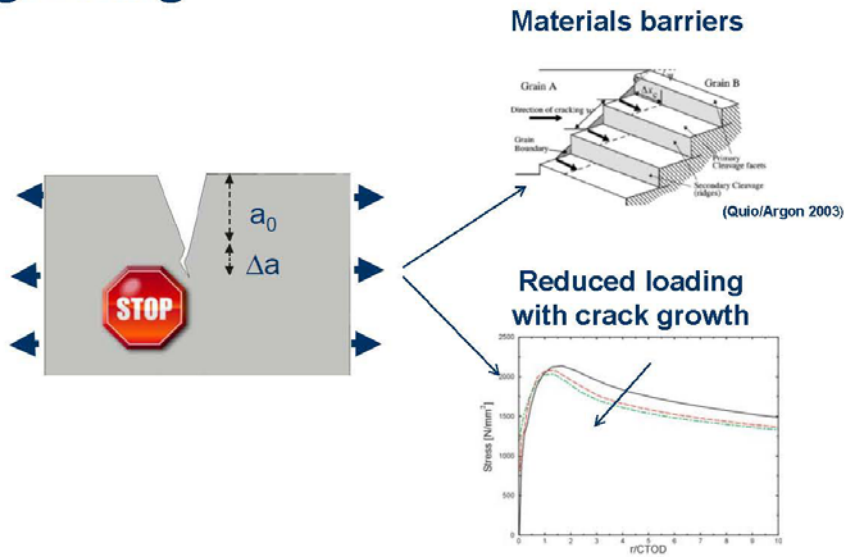 Materials barriers
Grain A
Grain B
Δx_c
Direction of cracking
Grain
Boundary
Primary
Cleavage facets
Secondary Cleavage
(ridges)
(Quio/Argon 2003)
a0
Δa
STOP
Reduced loading
with crack growth
2500
2000
1500
1000
500
0
Stress [N/mm²]
0 1 2 3 4 5 6 7 8 9 10
r/CTOD